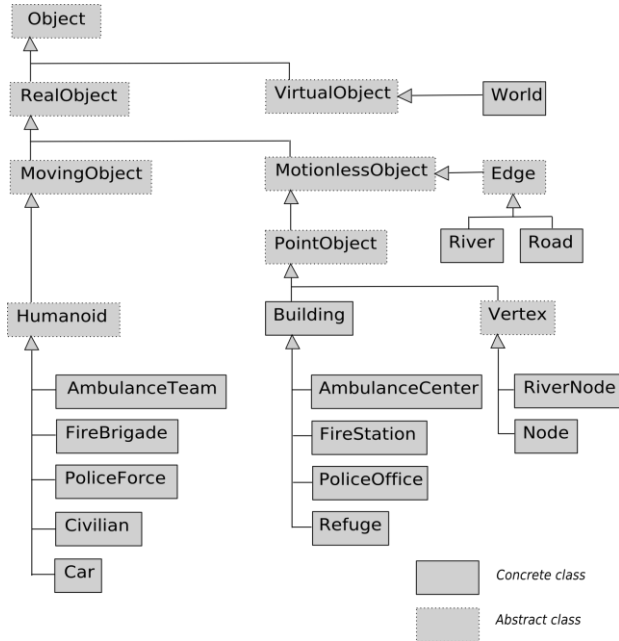 Object
RealObject
VirtualObject
World
MovingObject
MotionlessObject
Edge
River
Road
PointObject
Humanoid
Building
Vertex
AmbulanceTeam
AmbulanceCenter
RiverNode
FireBrigade
FireStation
Node
PoliceForce
PoliceOffice
Civilian
Refuge
Car
Concrete class
Abstract class